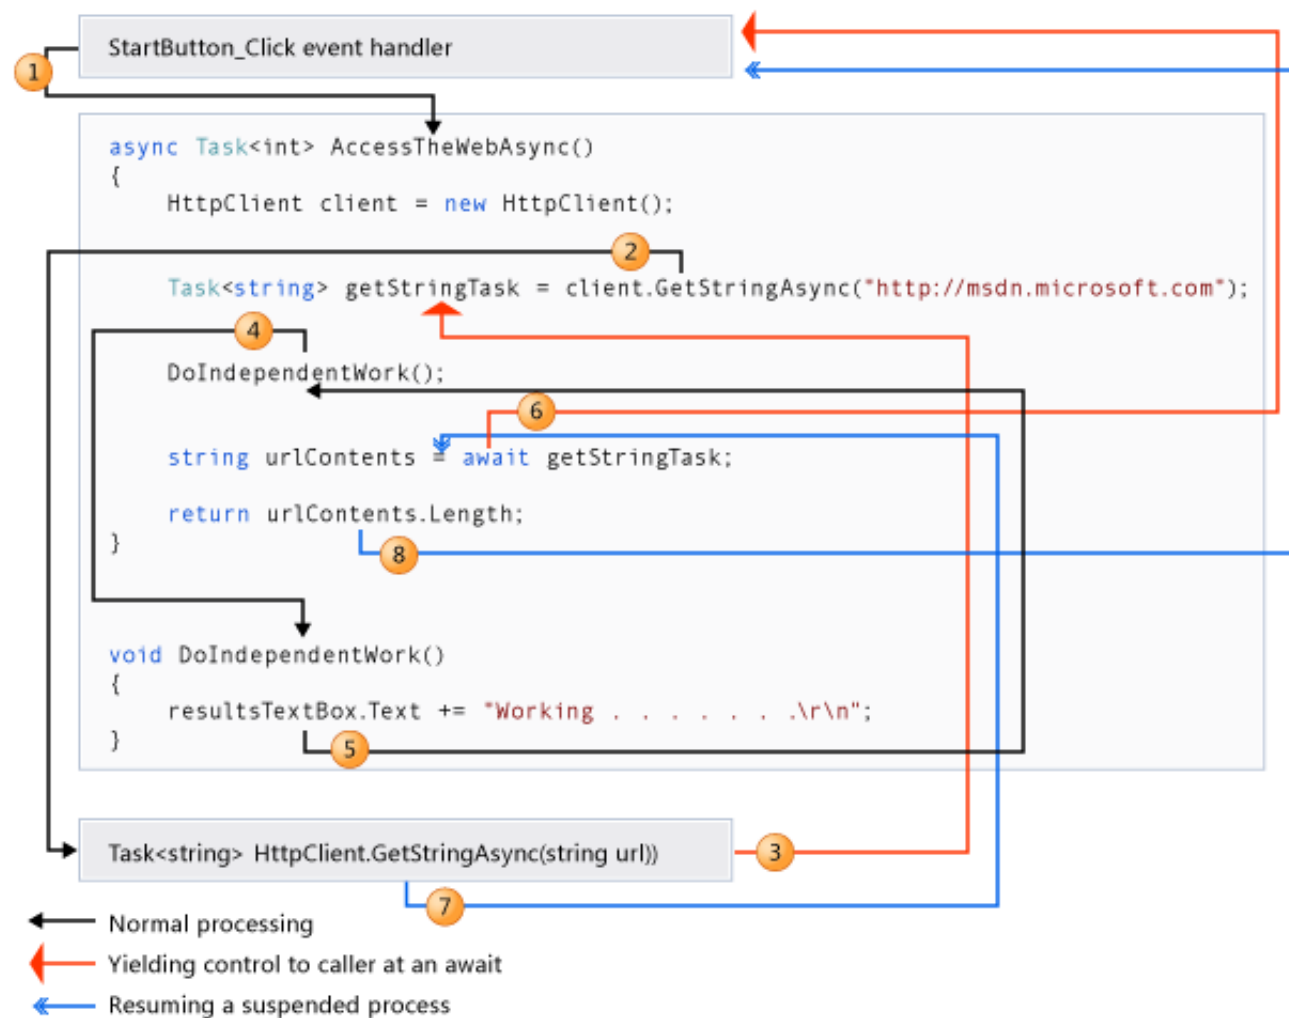 StartButton_Click event handler
1
async Task<int> AccessTheWebAsync()
{
HttpClient client = new HttpClient();
2
Task<string> getStringTask = client.GetStringAsync("http://msdn.microsoft.com");
4
DoIndependentWork();
6
string urlContents = await getStringTask;
return urlContents.Length;
}
8
void DoIndependentWork()
{
resultsTextBox.Text += "Working . . . . . . .\r\n";
}
5
Task<string> HttpClient.GetStringAsync(string url))
3
7
Normal processing
Yielding control to caller at an await
Resuming a suspended process